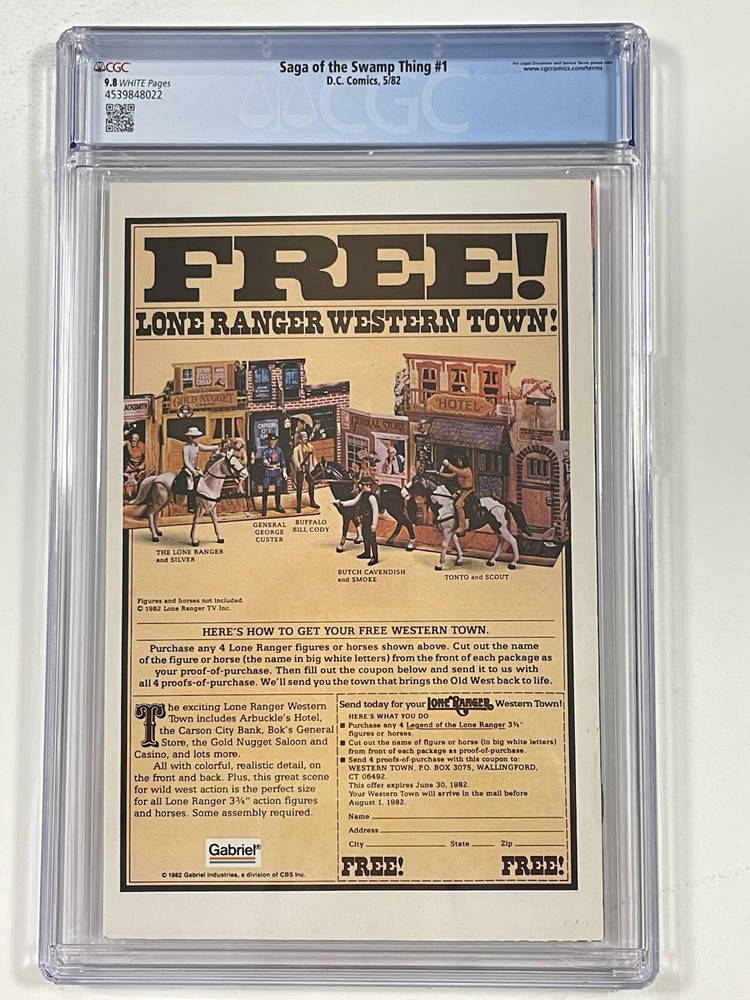 CGC
9.8 WHITE Pages
4539848022
Saga of the Swamp Thing #1
D.C. Comics, 5/82
For Legal Disclaimer and Service Terms please visit
www.cgccomics.com/terms
CGC
FREE!
LONE RANGER WESTERN TOWN!
GOLD NUGGET
CARSON CITY
GENERAL STORE
HOTEL
THE LONE RANGER
and SILVER
GENERAL
GEORGE
CUSTER
BUFFALO
BILL CODY
BUTCH CAVENDISH
and SMOKE
TONTO and SCOUT
Figures and horses not included.
© 1982 Lone Ranger TV Inc.
HERE'S HOW TO GET YOUR FREE WESTERN TOWN.
Purchase any 4 Lone Ranger figures or horses shown above. Cut out the name
of the figure or horse (the name in big white letters) from the front of each package as
your proof-of-purchase. Then fill out the coupon below and send it to us with
all 4 proofs-of-purchase. We'll send you the town that brings the Old West back to life.
The exciting Lone Ranger Western
Town includes Arbuckle's Hotel,
the Carson City Bank, Bok's General
Store, the Gold Nugget Saloon and
Casino, and lots more.
All with colorful, realistic detail, on
the front and back. Plus, this great scene
for wild west action is the perfect size
for all Lone Ranger 3¾" action figures
and horses. Some assembly required.
Gabriel®
© 1982 Gabriel Industries, a division of CBS Inc.
Send today for your LONE RANGER Western Town!
HERE'S WHAT YOU DO
■ Purchase any 4 Legend of the Lone Ranger 3¾"
figures or horses.
■ Cut out the name of figure or horse (in big white letters)
from front of each package as proof-of-purchase.
■ Send 4 proofs-of-purchase with this coupon to:
WESTERN TOWN, P.O. BOX 3075, WALLINGFORD,
CT 06492.
This offer expires June 30, 1982.
Your Western Town will arrive in the mail before
August 1, 1982.
Name
Address
City State Zip
FREE! FREE!